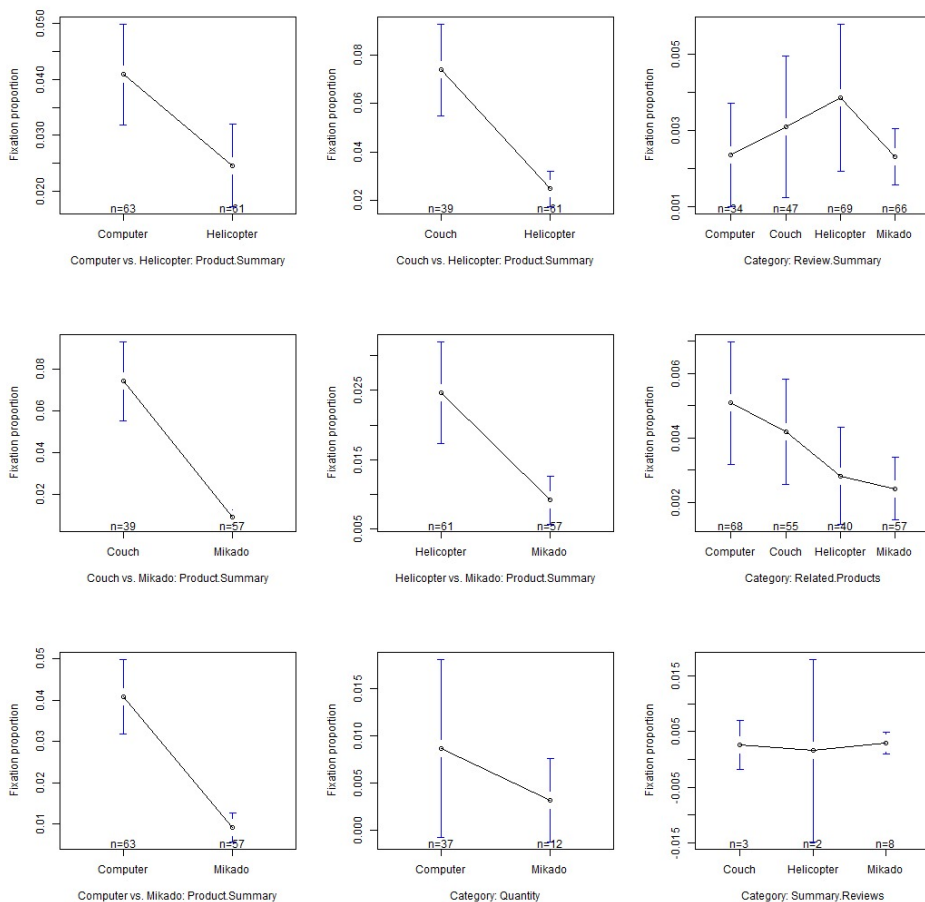 Fixation proportion
0.050
0.040
0.030
0.020
n=63
n=61
Computer
Helicopter
Computer vs. Helicopter: Product.Summary
Fixation proportion
0.08
0.06
0.04
0.02
n=39
n=61
Couch
Helicopter
Couch vs. Helicopter: Product.Summary
Fixation proportion
0.005
0.003
0.001
n=34
n=47
n=69
n=66
Computer
Couch
Helicopter
Mikado
Category: Review.Summary
Fixation proportion
0.08
0.06
0.04
0.02
n=39
n=57
Couch
Mikado
Couch vs. Mikado: Product.Summary
Fixation proportion
0.025
0.015
0.005
n=61
n=57
Helicopter
Mikado
Helicopter vs. Mikado: Product.Summary
Fixation proportion
0.006
0.004
0.002
n=68
n=55
n=40
n=57
Computer
Couch
Helicopter
Mikado
Category: Related.Products
Fixation proportion
0.05
0.04
0.03
0.02
0.01
n=63
n=57
Computer
Mikado
Computer vs. Mikado: Product.Summary
Fixation proportion
0.015
0.010
0.005
0.000
n=37
n=12
Computer
Mikado
Category: Quantity
Fixation proportion
0.015
0.005
-0.005
-0.015
n=3
n=2
n=8
Couch
Helicopter
Mikado
Category: Summary.Reviews